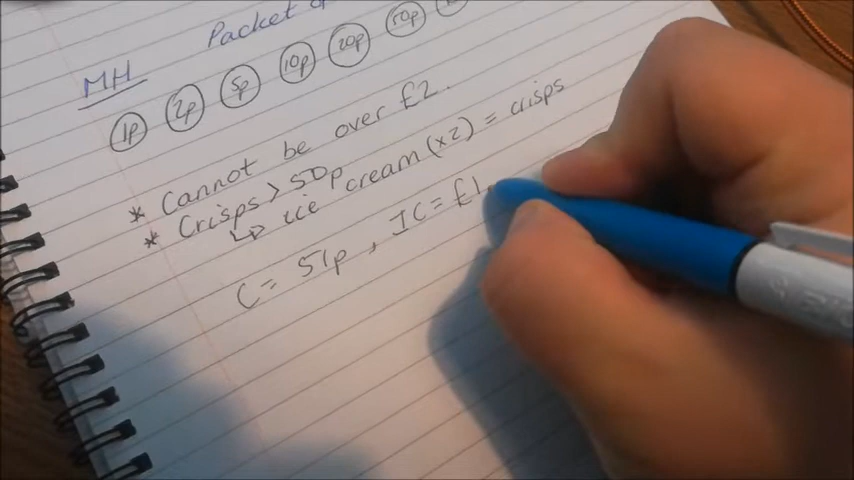 MH Packet of
1p 2p 5p 10p 20p 50p
* Cannot be over £2.
* Crisps > 50p
↳ ice cream (x2) = crisps
C = 51p, IC = £1.